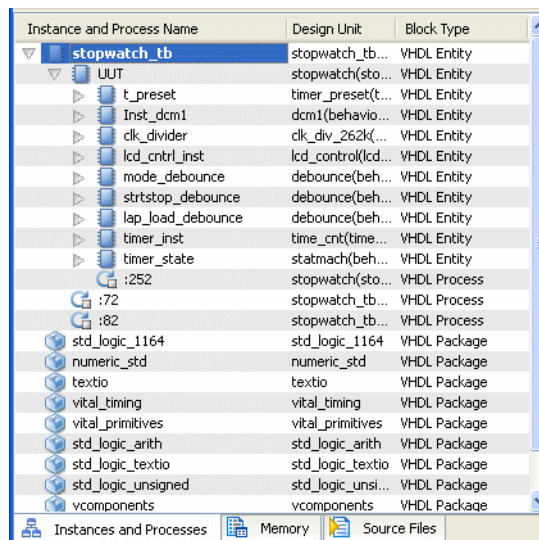 Instance and Process Name Design Unit Block Type
stopwatch_tb stopwatch_tb... VHDL Entity
UUT stopwatch(sto... VHDL Entity
t_preset timer_preset(t... VHDL Entity
Inst_dcm1 dcm1(behavio... VHDL Entity
clk_divider clk_div_262k(... VHDL Entity
lcd_cntrl_inst lcd_control(lcd... VHDL Entity
mode_debounce debounce(beh... VHDL Entity
strtstop_debounce debounce(beh... VHDL Entity
lap_load_debounce debounce(beh... VHDL Entity
timer_inst time_cnt(time... VHDL Entity
timer_state statmach(beh... VHDL Entity
:252 stopwatch(sto... VHDL Process
:72 stopwatch_tb... VHDL Process
:82 stopwatch_tb... VHDL Process
std_logic_1164 std_logic_1164 VHDL Package
numeric_std numeric_std VHDL Package
textio textio VHDL Package
vital_timing vital_timing VHDL Package
vital_primitives vital_primitives VHDL Package
std_logic_arith std_logic_arith VHDL Package
std_logic_textio std_logic_textio VHDL Package
std_logic_unsigned std_logic_unsi... VHDL Package
vcomponents vcomponents VHDL Package
Instances and Processes Memory Source Files